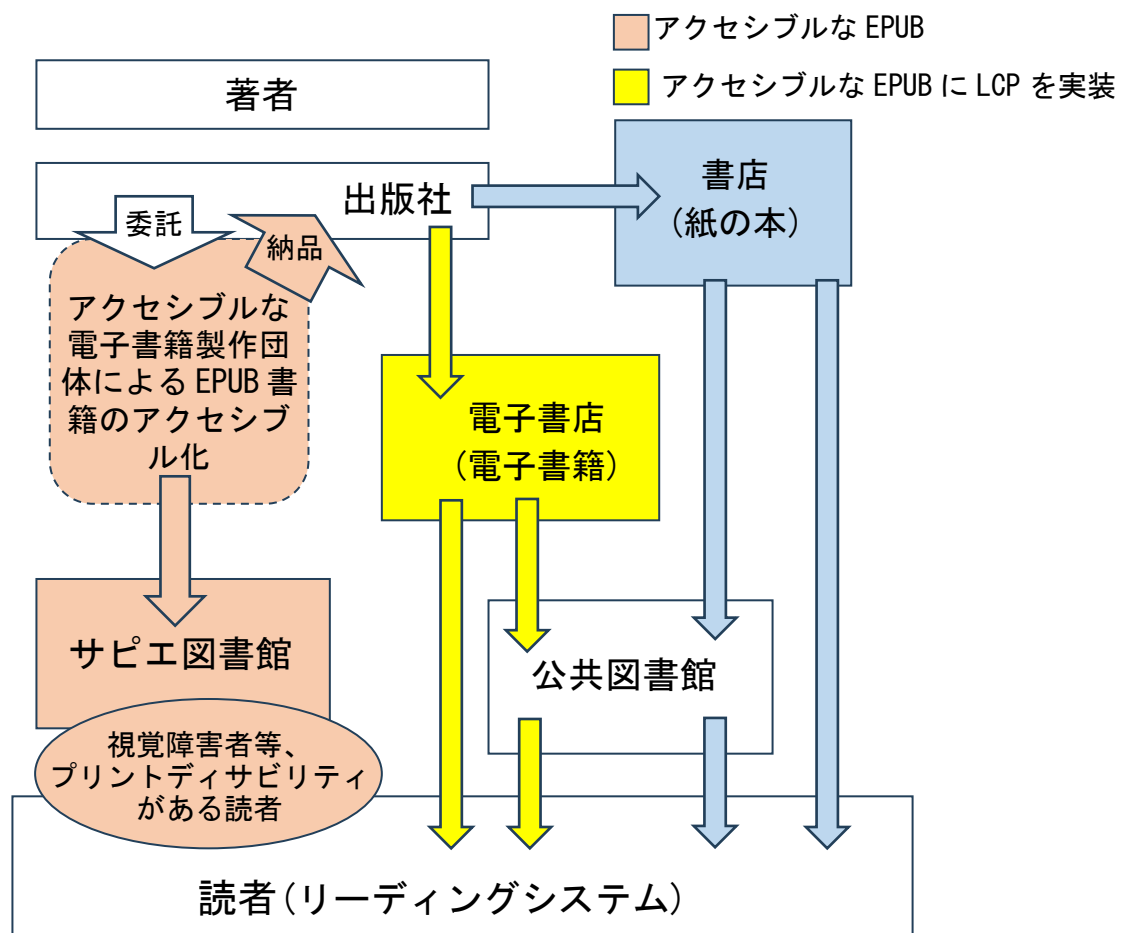 アクセシブルな EPUB
アクセシブルな EPUB に LCP を実装
著者
出版社
委託
納品
書店
(紙の本)
アクセシブルな
電子書籍製作団
体による EPUB 書
籍のアクセシブ
ル化
電子書店
(電子書籍)
サピエ図書館
公共図書館
視覚障害者等、
プリントディサビリティ
がある読者
読者(リーディングシステム)